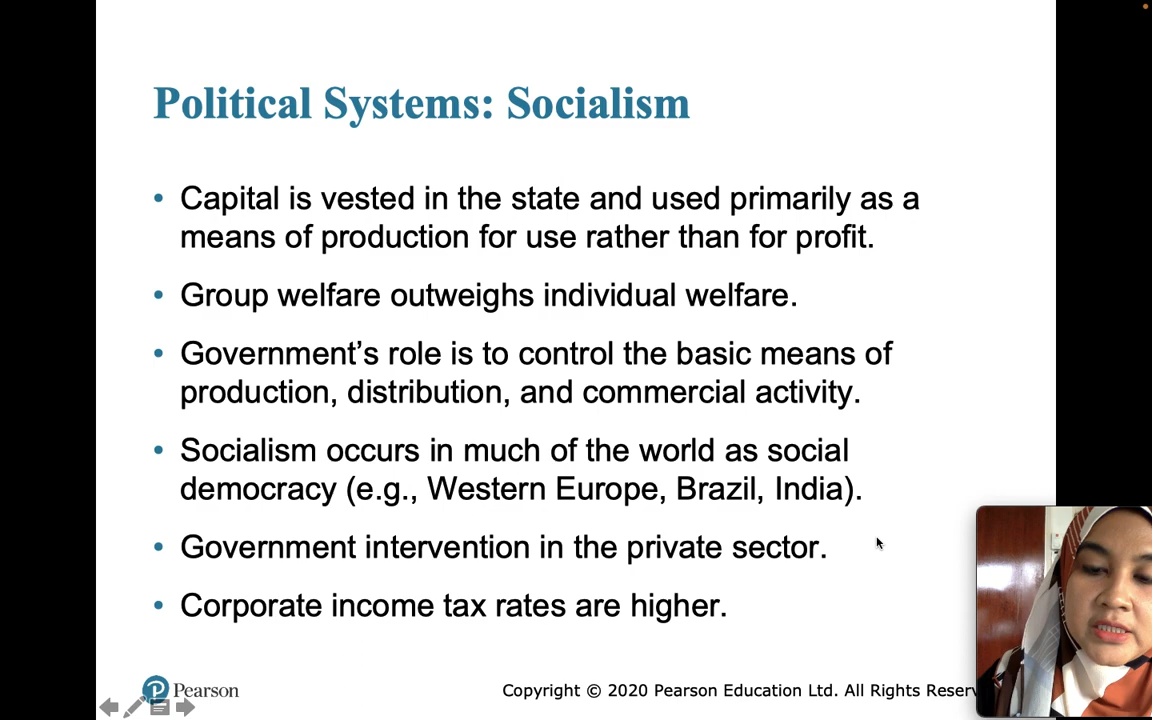 Political Systems: Socialism
• Capital is vested in the state and used primarily as a
means of production for use rather than for profit.
• Group welfare outweighs individual welfare.
• Government’s role is to control the basic means of
production, distribution, and commercial activity.
• Socialism occurs in much of the world as social
democracy (e.g., Western Europe, Brazil, India).
• Government intervention in the private sector.
• Corporate income tax rates are higher.
Pearson
Copyright © 2020 Pearson Education Ltd. All Rights Reserv